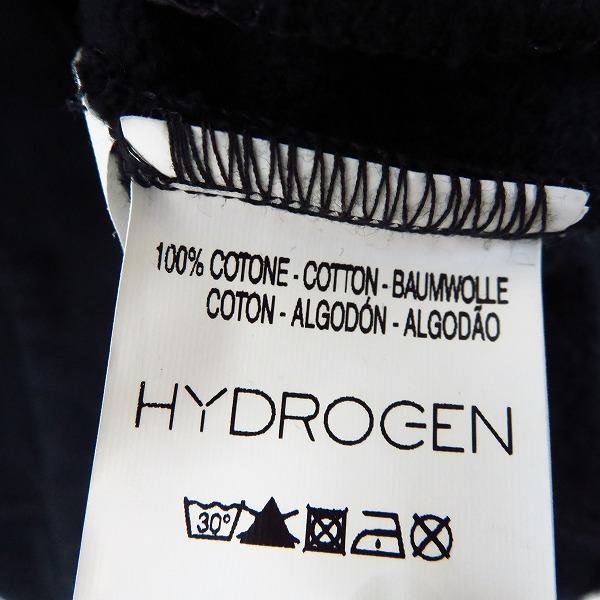 100% COTONE - COTTON - BAUMWOLLE
COTON - ALGODÓN - ALGODÃO
HYDROGEN
30°